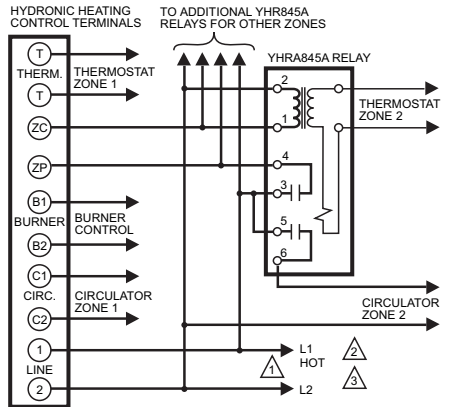 HYDRONIC HEATING
CONTROL TERMINALS
TO ADDITIONAL YHR845A
RELAYS FOR OTHER ZONES
YHRA845A RELAY
T
THERM.
T
THERMOSTAT
ZONE 1
ZC
ZP
B1
BURNER
B2
BURNER
CONTROL
C1
CIRC.
C2
CIRCULATOR
ZONE 1
1
LINE
2
2
1
4
3
5
6
THERMOSTAT
ZONE 2
CIRCULATOR
ZONE 2
L1
HOT
L2
1
2
3